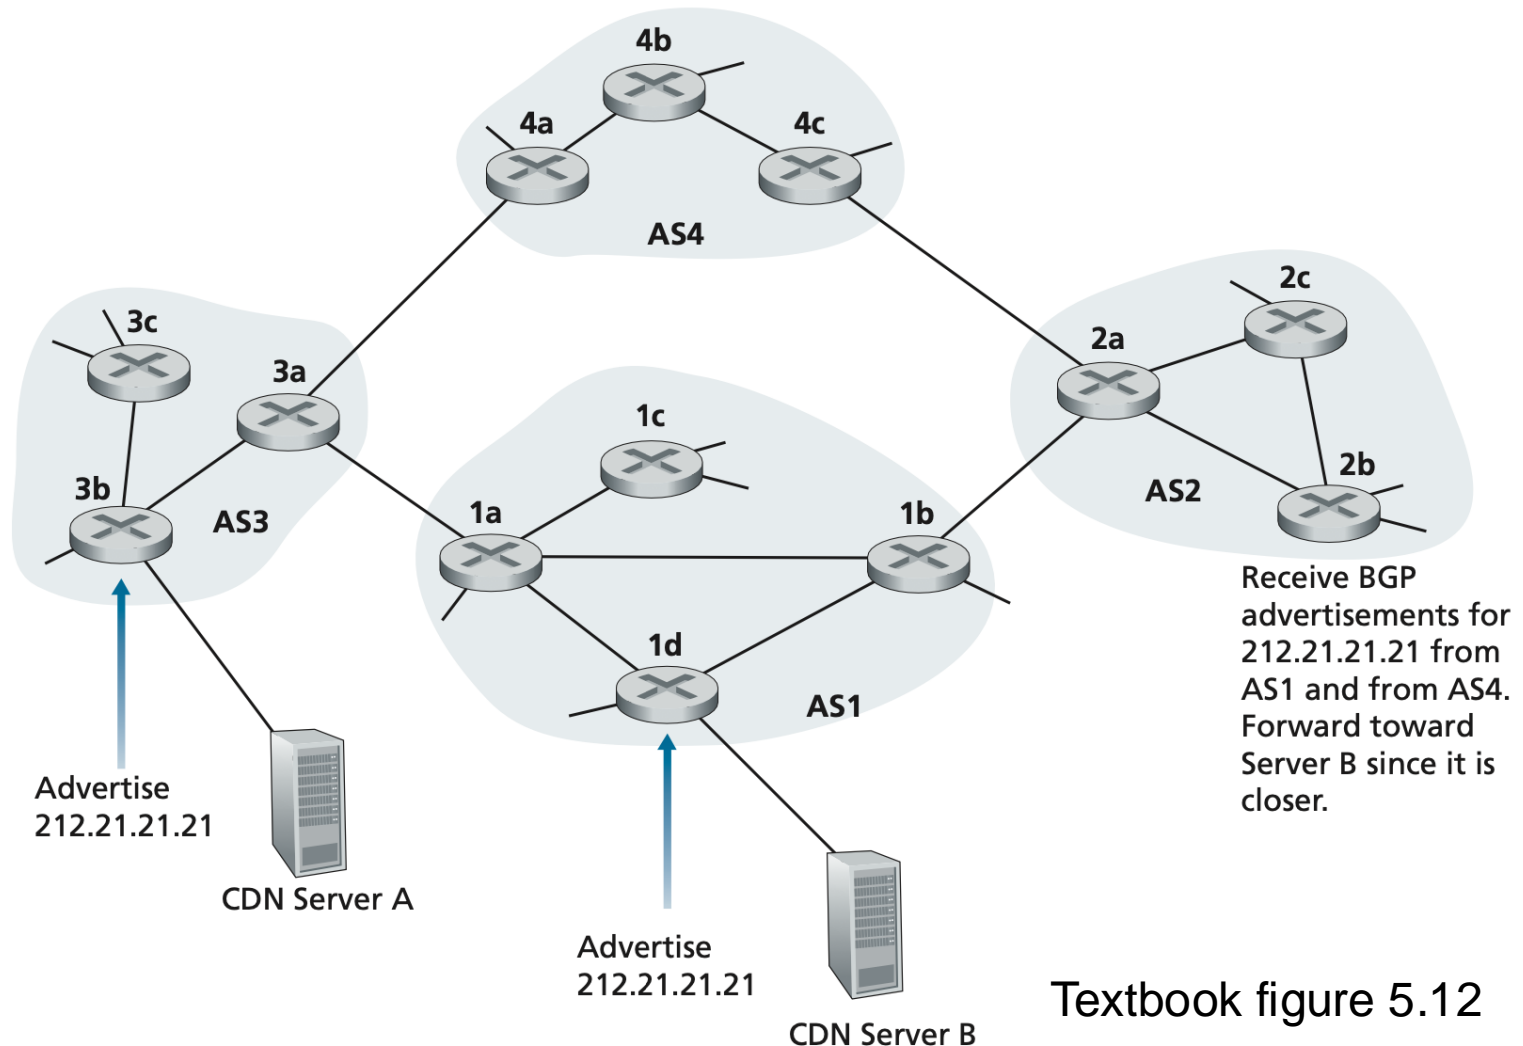 4b
4a
4c
AS4
2c
3c
2a
3a
1c
2b
3b
AS2
1a
1b
AS3
Receive BGP
advertisements for
212.21.21.21 from
AS1 and from AS4.
Forward toward
Server B since it is
closer.
1d
AS1
Advertise
212.21.21.21
CDN Server A
Advertise
212.21.21.21
CDN Server B
Textbook figure 5.12